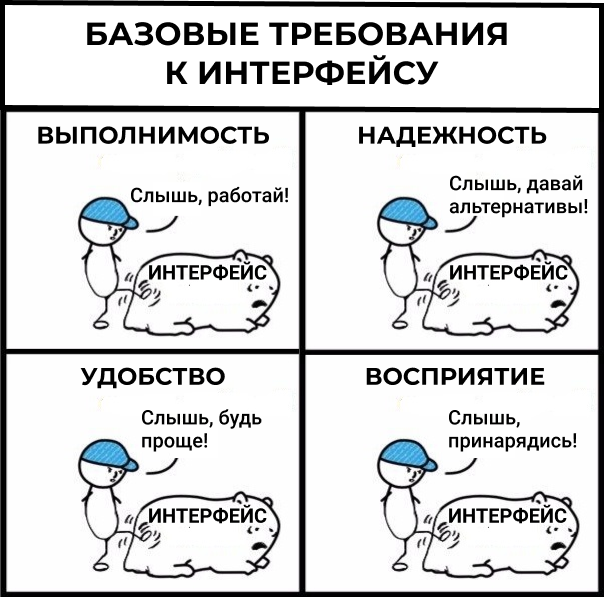 БАЗОВЫЕ ТРЕБОВАНИЯ
К ИНТЕРФЕЙСУ
ВЫПОЛНИМОСТЬ
Слышь, работай!
ИНТЕРФЕЙС
НАДЕЖНОСТЬ
Слышь, давай
альтернативы!
ИНТЕРФЕЙС
УДОБСТВО
Слышь, будь
проще!
ИНТЕРФЕЙС
ВОСПРИЯТИЕ
Слышь,
принарядись!
ИНТЕРФЕЙС